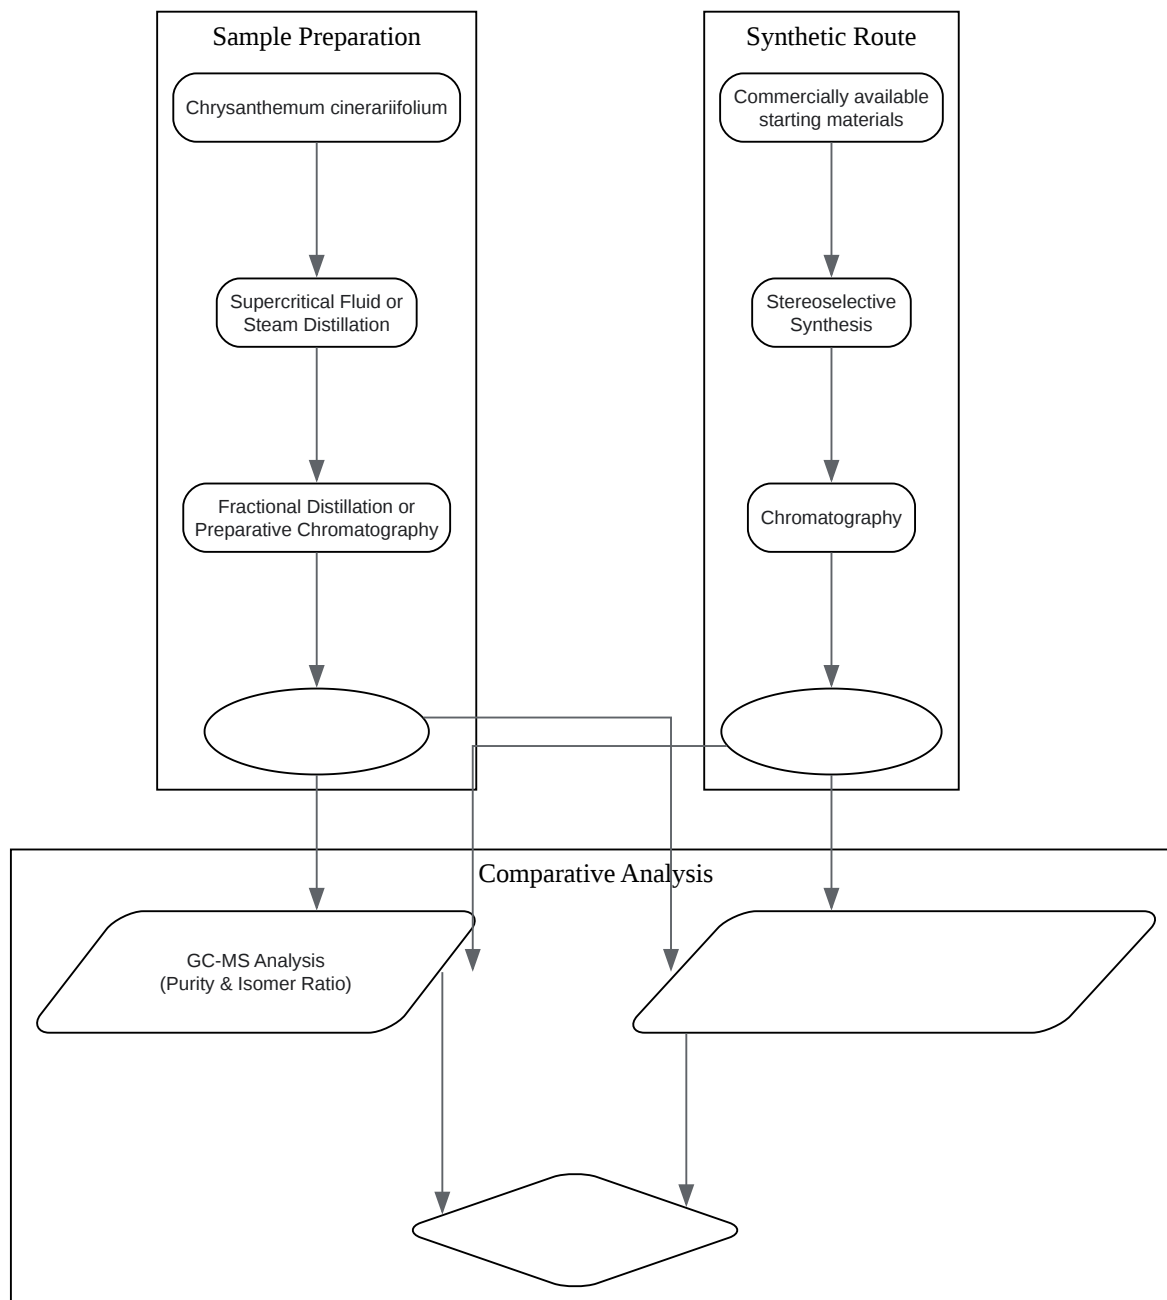 Sample Preparation
Chrysanthemum cinerariifolium
Supercritical Fluid or
Steam Distillation
Fractional Distillation or
Preparative Chromatography
Synthetic Route
Commercially available
starting materials
Stereoselective
Synthesis
Chromatography
Comparative Analysis
GC-MS Analysis
(Purity & Isomer Ratio)